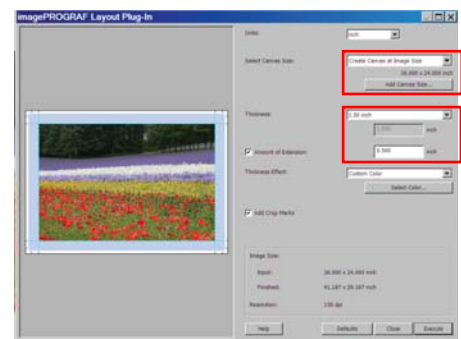 imagePROGRAF Layout Plug-In
Units:
inch
Select Canvas Size:
Create Canvas at Image Size
36.000 x 24.000 inch
Add Canvas Size...
Thickness:
1.50 inch
inch
Amount of Extension:
0.500
inch
Thickness Effect:
Custom Color
Select Color...
Add Crop Marks
Image Size:
Input:
36.000 x 24.000 inch
Finished:
41.187 x 29.187 inch
Resolution:
150 dpi
Help
Defaults
Close
Execute